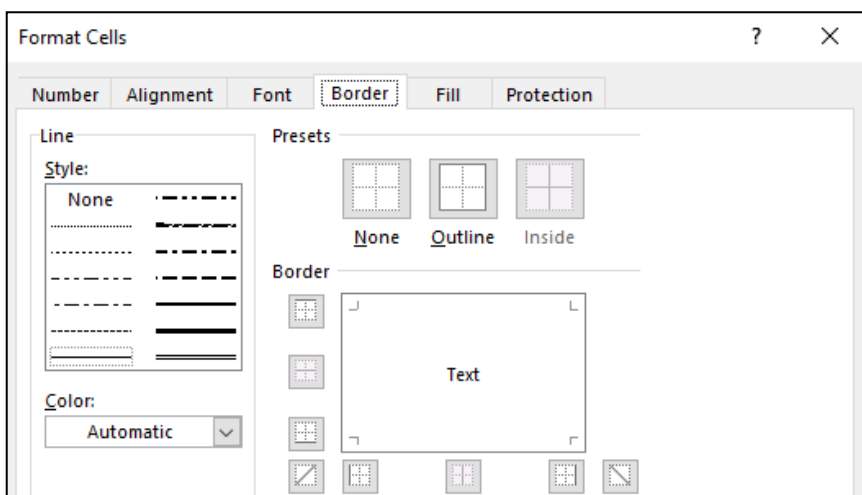 Format Cells ? ×
Number Alignment Font Border Fill Protection
Line
Style:
None
Color:
Automatic
Presets
None Outline Inside
Border
Text